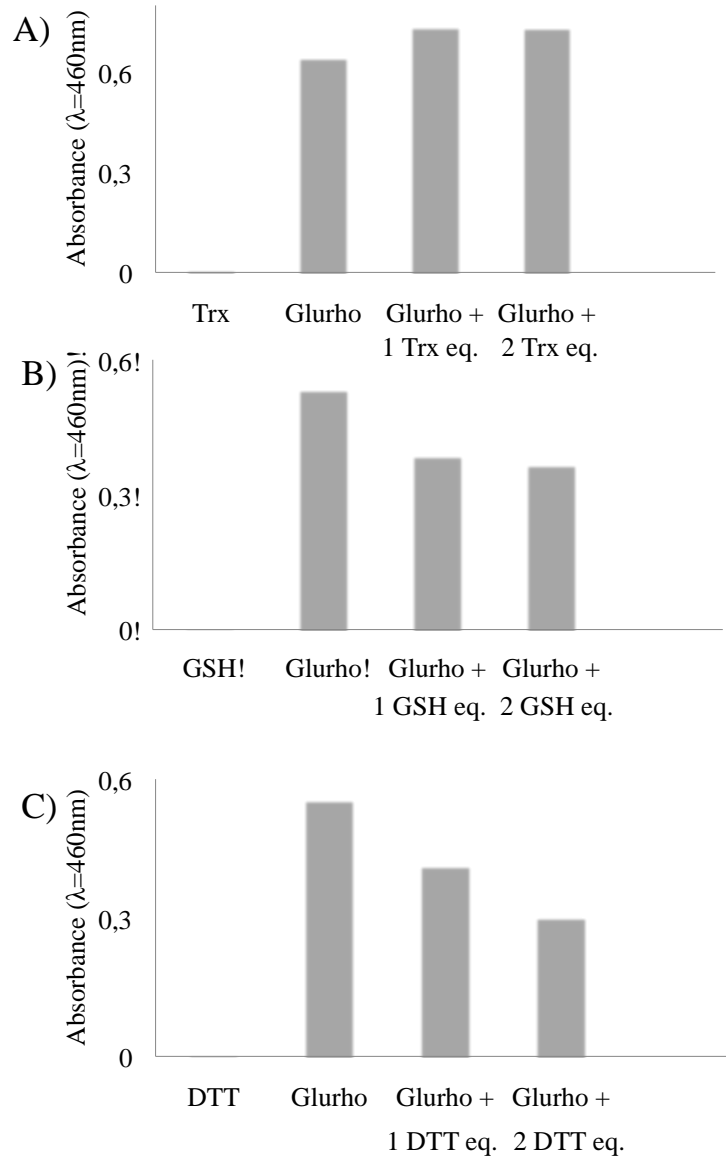 A)
Absorbance (λ=460nm)
0,6
0,3
0
Trx
Glurho
Glurho +
1 Trx eq.
Glurho +
2 Trx eq.
B)
Absorbance (λ=460nm)!
0,6!
0,3!
0!
GSH!
Glurho!
Glurho +
1 GSH eq.
Glurho +
2 GSH eq.
C)
Absorbance (λ=460nm)
0,6
0,3
0
DTT
Glurho
Glurho +
1 DTT eq.
Glurho +
2 DTT eq.